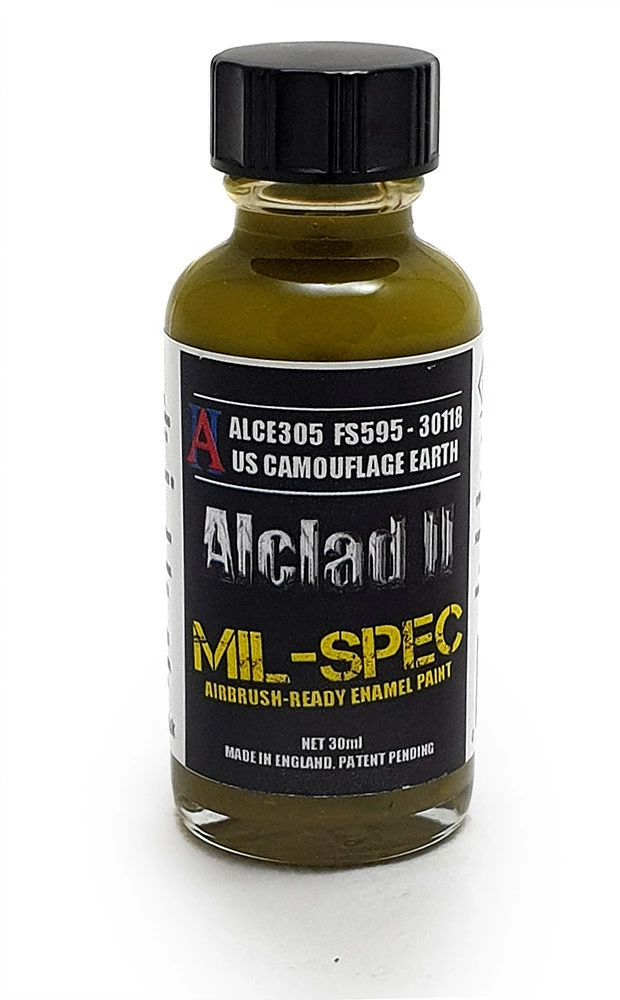 A ALCE305 FS595 - 30118
US CAMOUFLAGE EARTH
Alclad II
MIL-SPEC
AIRBRUSH-READY ENAMEL PAINT
NET 30ml
MADE IN ENGLAND. PATENT PENDING